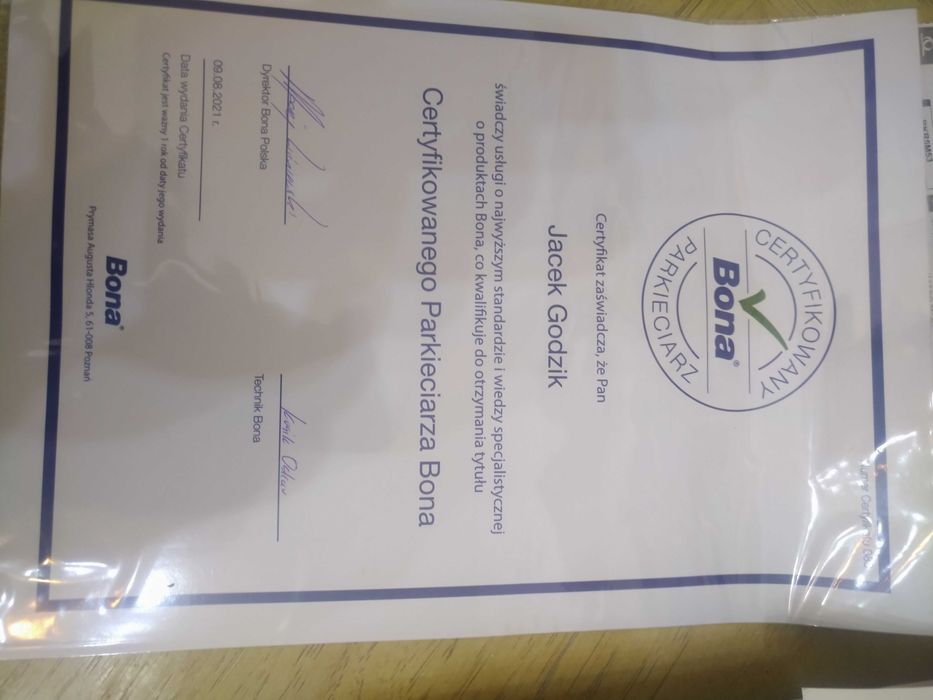 Numer Certyfikatu
CERTYFIKOWANY
Bona®
PARKIECIARZ
Certyfikat zaświadcza, że Pan
Jacek Godzik
świadczy usługi o najwyższym standardzie i wiedzy specjalistycznej
o produktach Bona, co kwalifikuje do otrzymania tytułu
Certyfikowanego Parkieciarza Bona
Dyrektor Bona Polska
Technik Bona
09.08.2021 r.
Data wydania Certyfikatu
Certyfikat jest ważny 1 rok od daty jego wydania
Bona®
Prymasa Augusta Hlonda 5, 61-008 Poznań